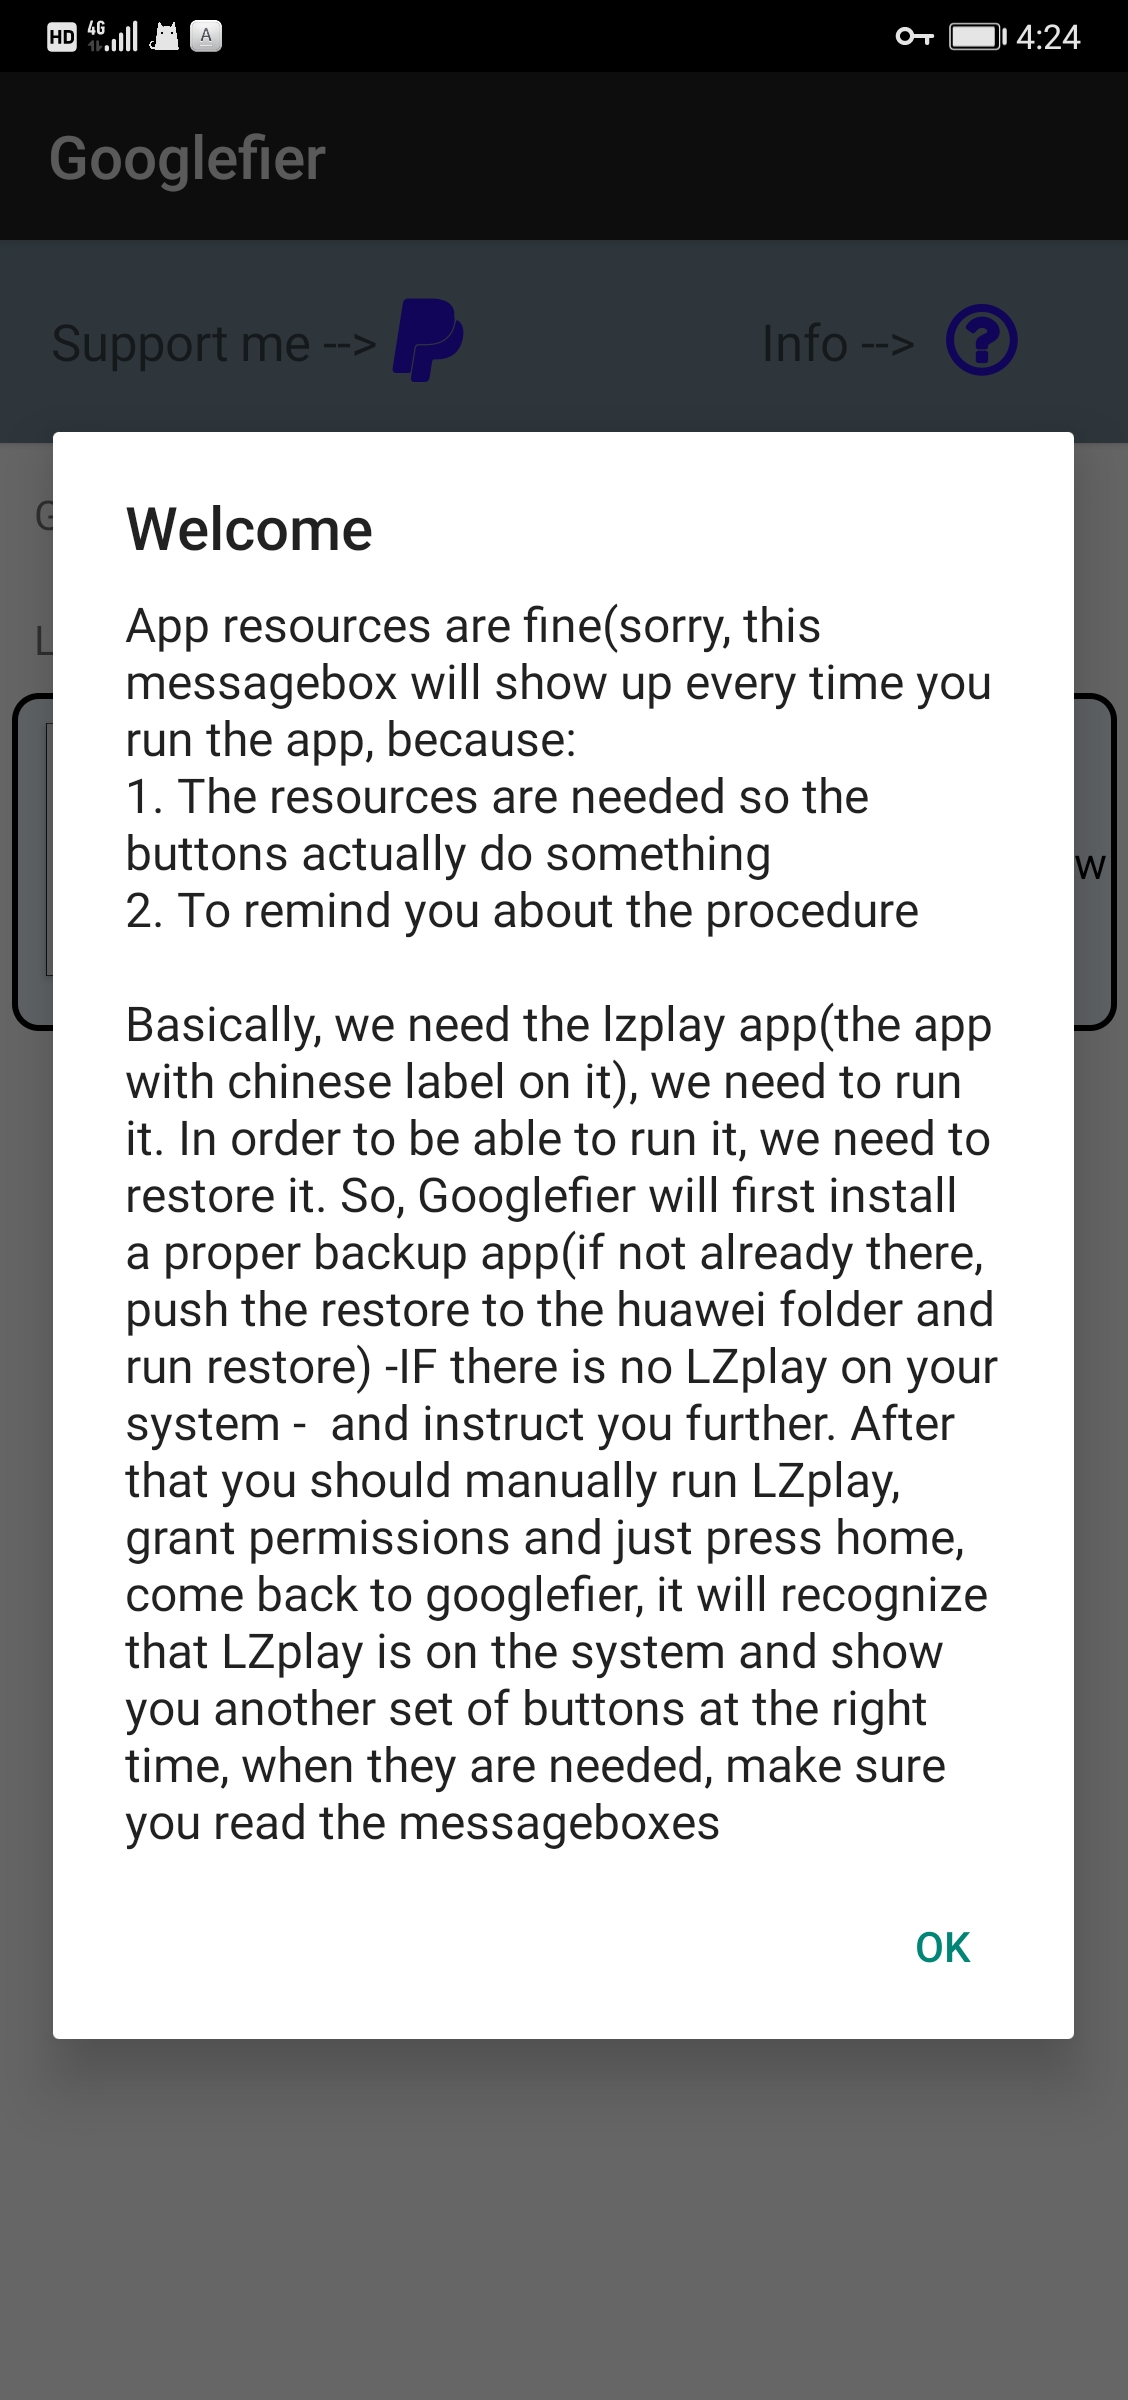 HD 4G A 4:24
Googlefier
Support me --> Info -->
Welcome
App resources are fine(sorry, this
messagebox will show up every time you
run the app, because:
1. The resources are needed so the
buttons actually do something
2. To remind you about the procedure
Basically, we need the lzplay app(the app
with chinese label on it), we need to run
it. In order to be able to run it, we need to
restore it. So, Googlefier will first install
a proper backup app(if not already there,
push the restore to the huawei folder and
run restore) -IF there is no LZplay on your
system -  and instruct you further. After
that you should manually run LZplay,
grant permissions and just press home,
come back to googlefier, it will recognize
that LZplay is on the system and show
you another set of buttons at the right
time, when they are needed, make sure
you read the messageboxes
OK